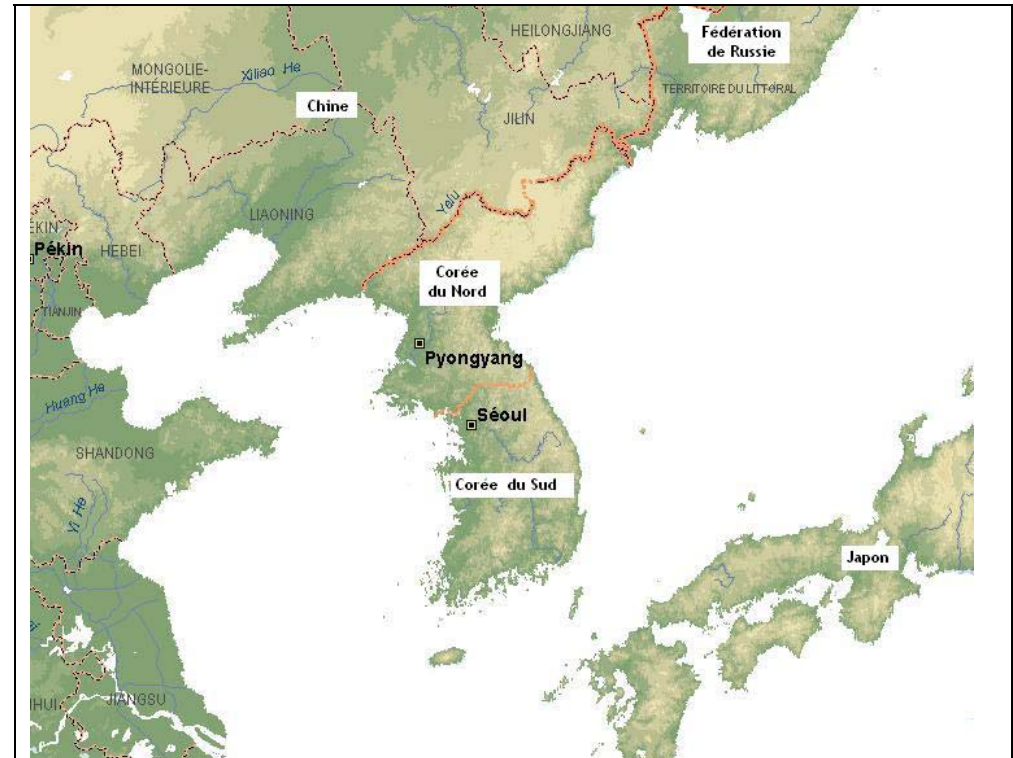 HEILONGJIANG
Fédération
de Russie
MONGOLIE-
INTÉRIEURE
Xiliao He
TERRITOIRE DU LITTORAL
Chine
JILIN
Yalu
LIAONING
Pékin
HEBEI
Corée
du Nord
TIANJIN
Pyongyang
Huang He
Séoul
SHANDONG
Corée du Sud
Yi He
Japon
JIANGSU